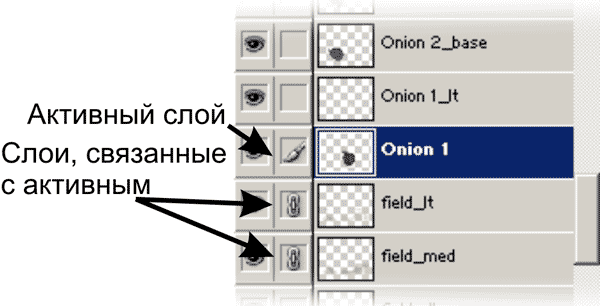 Onion 2_base
Onion 1_lt
Активный слой
Onion 1
Слои, связанные
с активным
field_lt
field_med